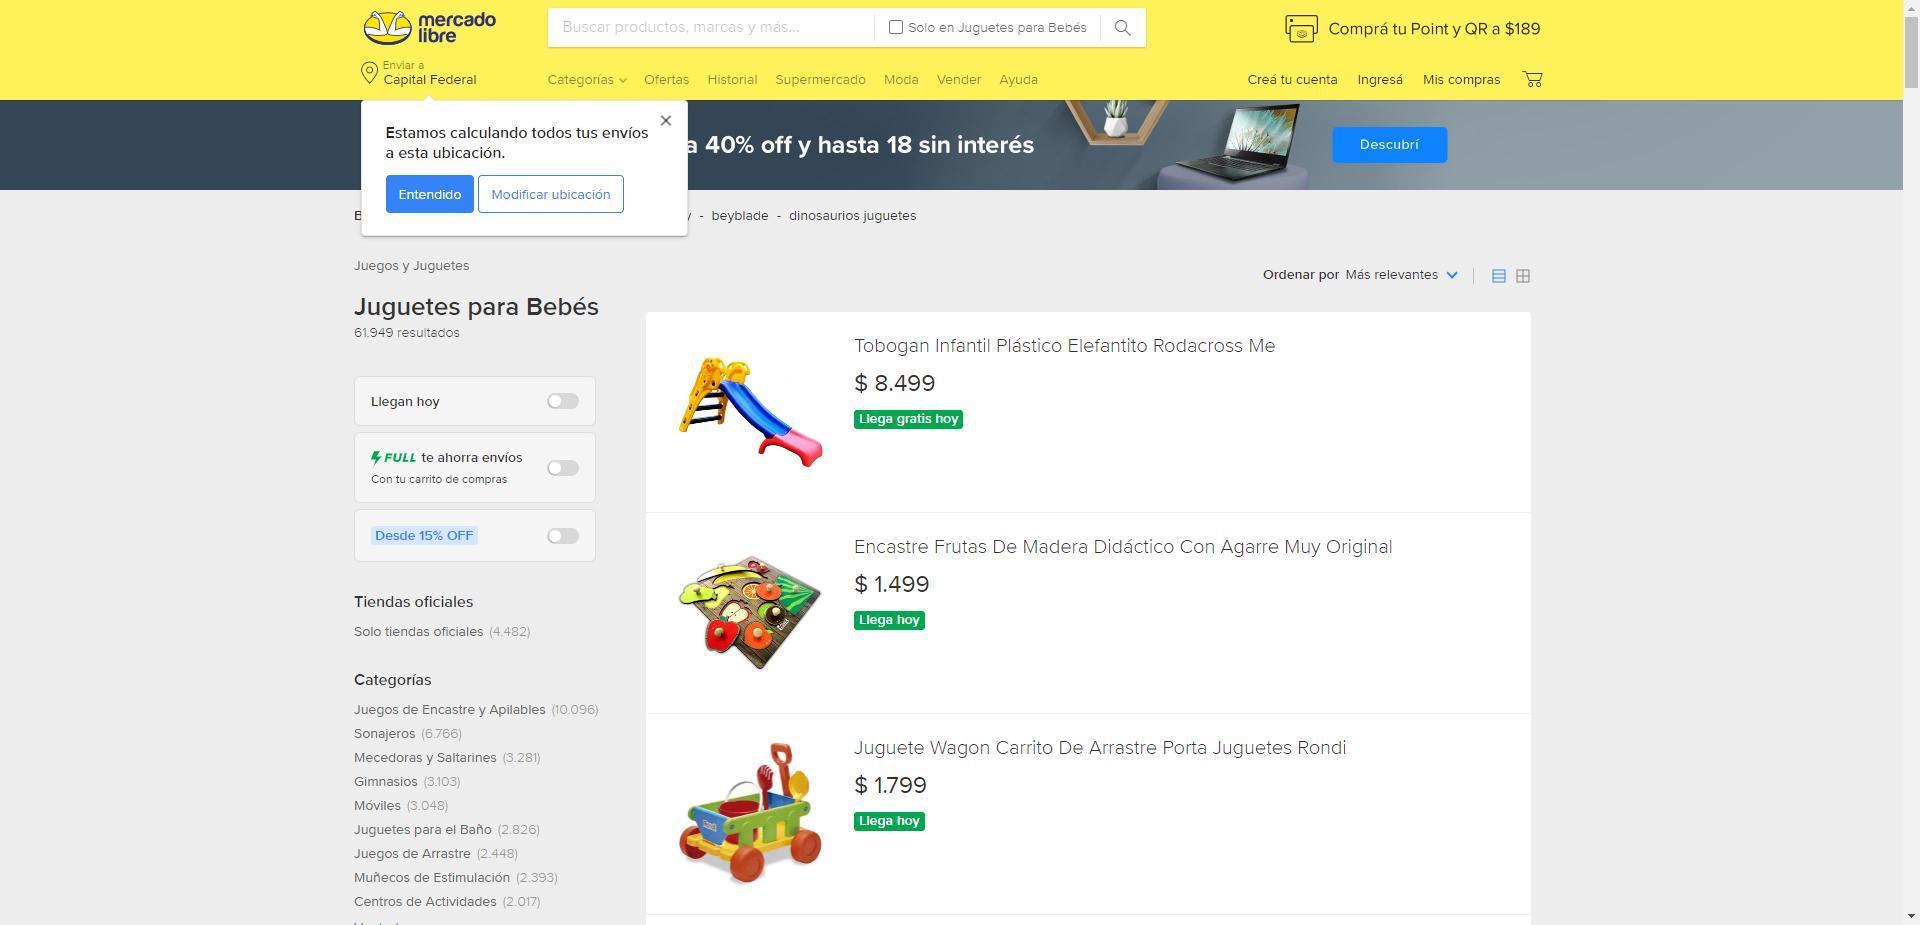 mercado
libre
Buscar productos, marcas y más...
Solo en Juguetes para Bebés
Comprá tu Point y QR a $189
Enviar a
Capital Federal
Categorías
Ofertas
Historial
Supermercado
Moda
Vender
Ayuda
Creá tu cuenta
Ingresá
Mis compras
Estamos calculando todos tus envíos
a esta ubicación.
Entendido
Modificar ubicación
a 40% off y hasta 18 sin interés
Descubrí
- beyblade - dinosaurios juguetes
Juegos y Juguetes
Ordenar por Más relevantes
Juguetes para Bebés
61.949 resultados
Llegan hoy
FULL te ahorra envíos
Con tu carrito de compras
Desde 15% OFF
Tiendas oficiales
Solo tiendas oficiales (4.482)
Categorías
Juegos de Encastre y Apilables (10.096)
Sonajeros (6.766)
Mecedoras y Saltarines (3.281)
Gimnasios (3.103)
Móviles (3.048)
Juguetes para el Baño (2.826)
Juegos de Arrastre (2.448)
Muñecos de Estimulación (2.393)
Centros de Actividades (2.017)
Tobogan Infantil Plástico Elefantito Rodacross Me
$ 8.499
Llega gratis hoy
Encastre Frutas De Madera Didáctico Con Agarre Muy Original
$ 1.499
Llega hoy
Juguete Wagon Carrito De Arrastre Porta Juguetes Rondi
$ 1.799
Llega hoy